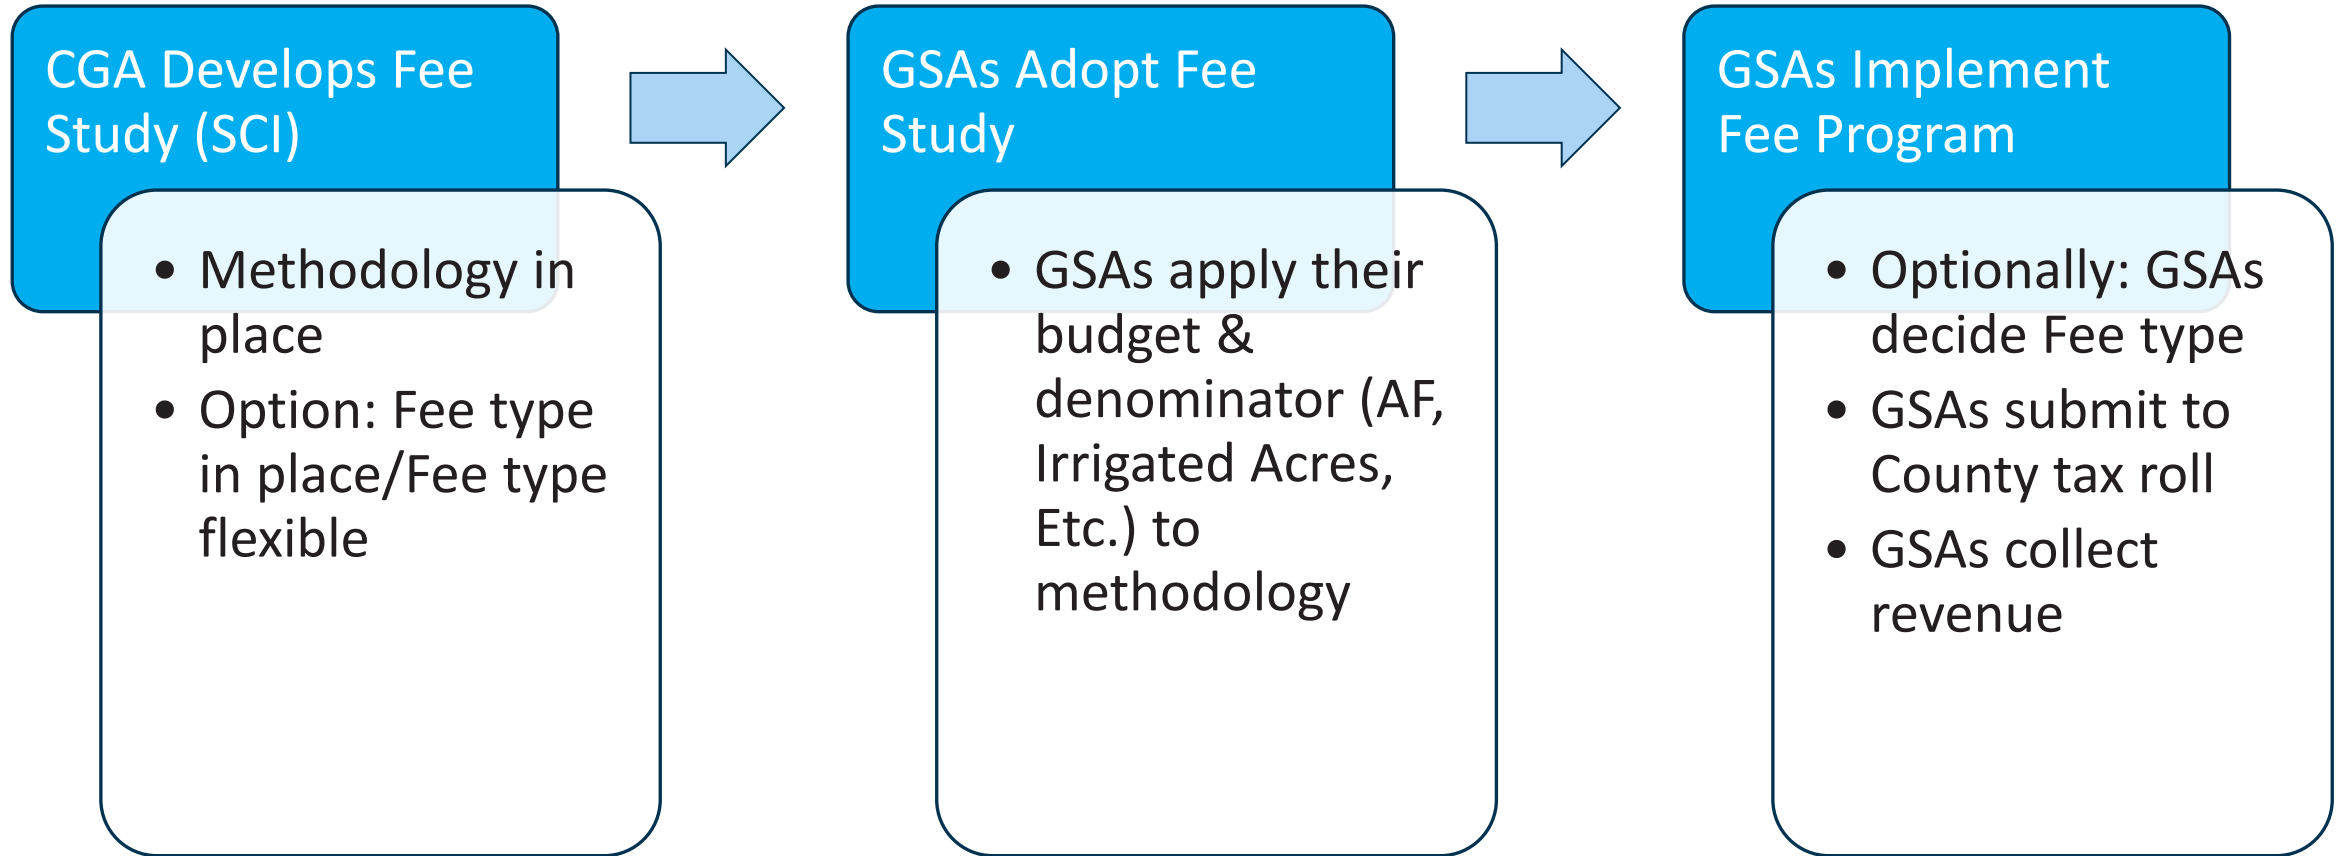 CGA Develops Fee
Study (SCI)
• Methodology in
place
• Option: Fee type
in place/Fee type
flexible
GSAs Adopt Fee
Study
• GSAs apply their
budget &
denominator (AF,
Irrigated Acres,
Etc.) to
methodology
GSAs Implement
Fee Program
• Optionally: GSAs
decide Fee type
• GSAs submit to
County tax roll
• GSAs collect
revenue